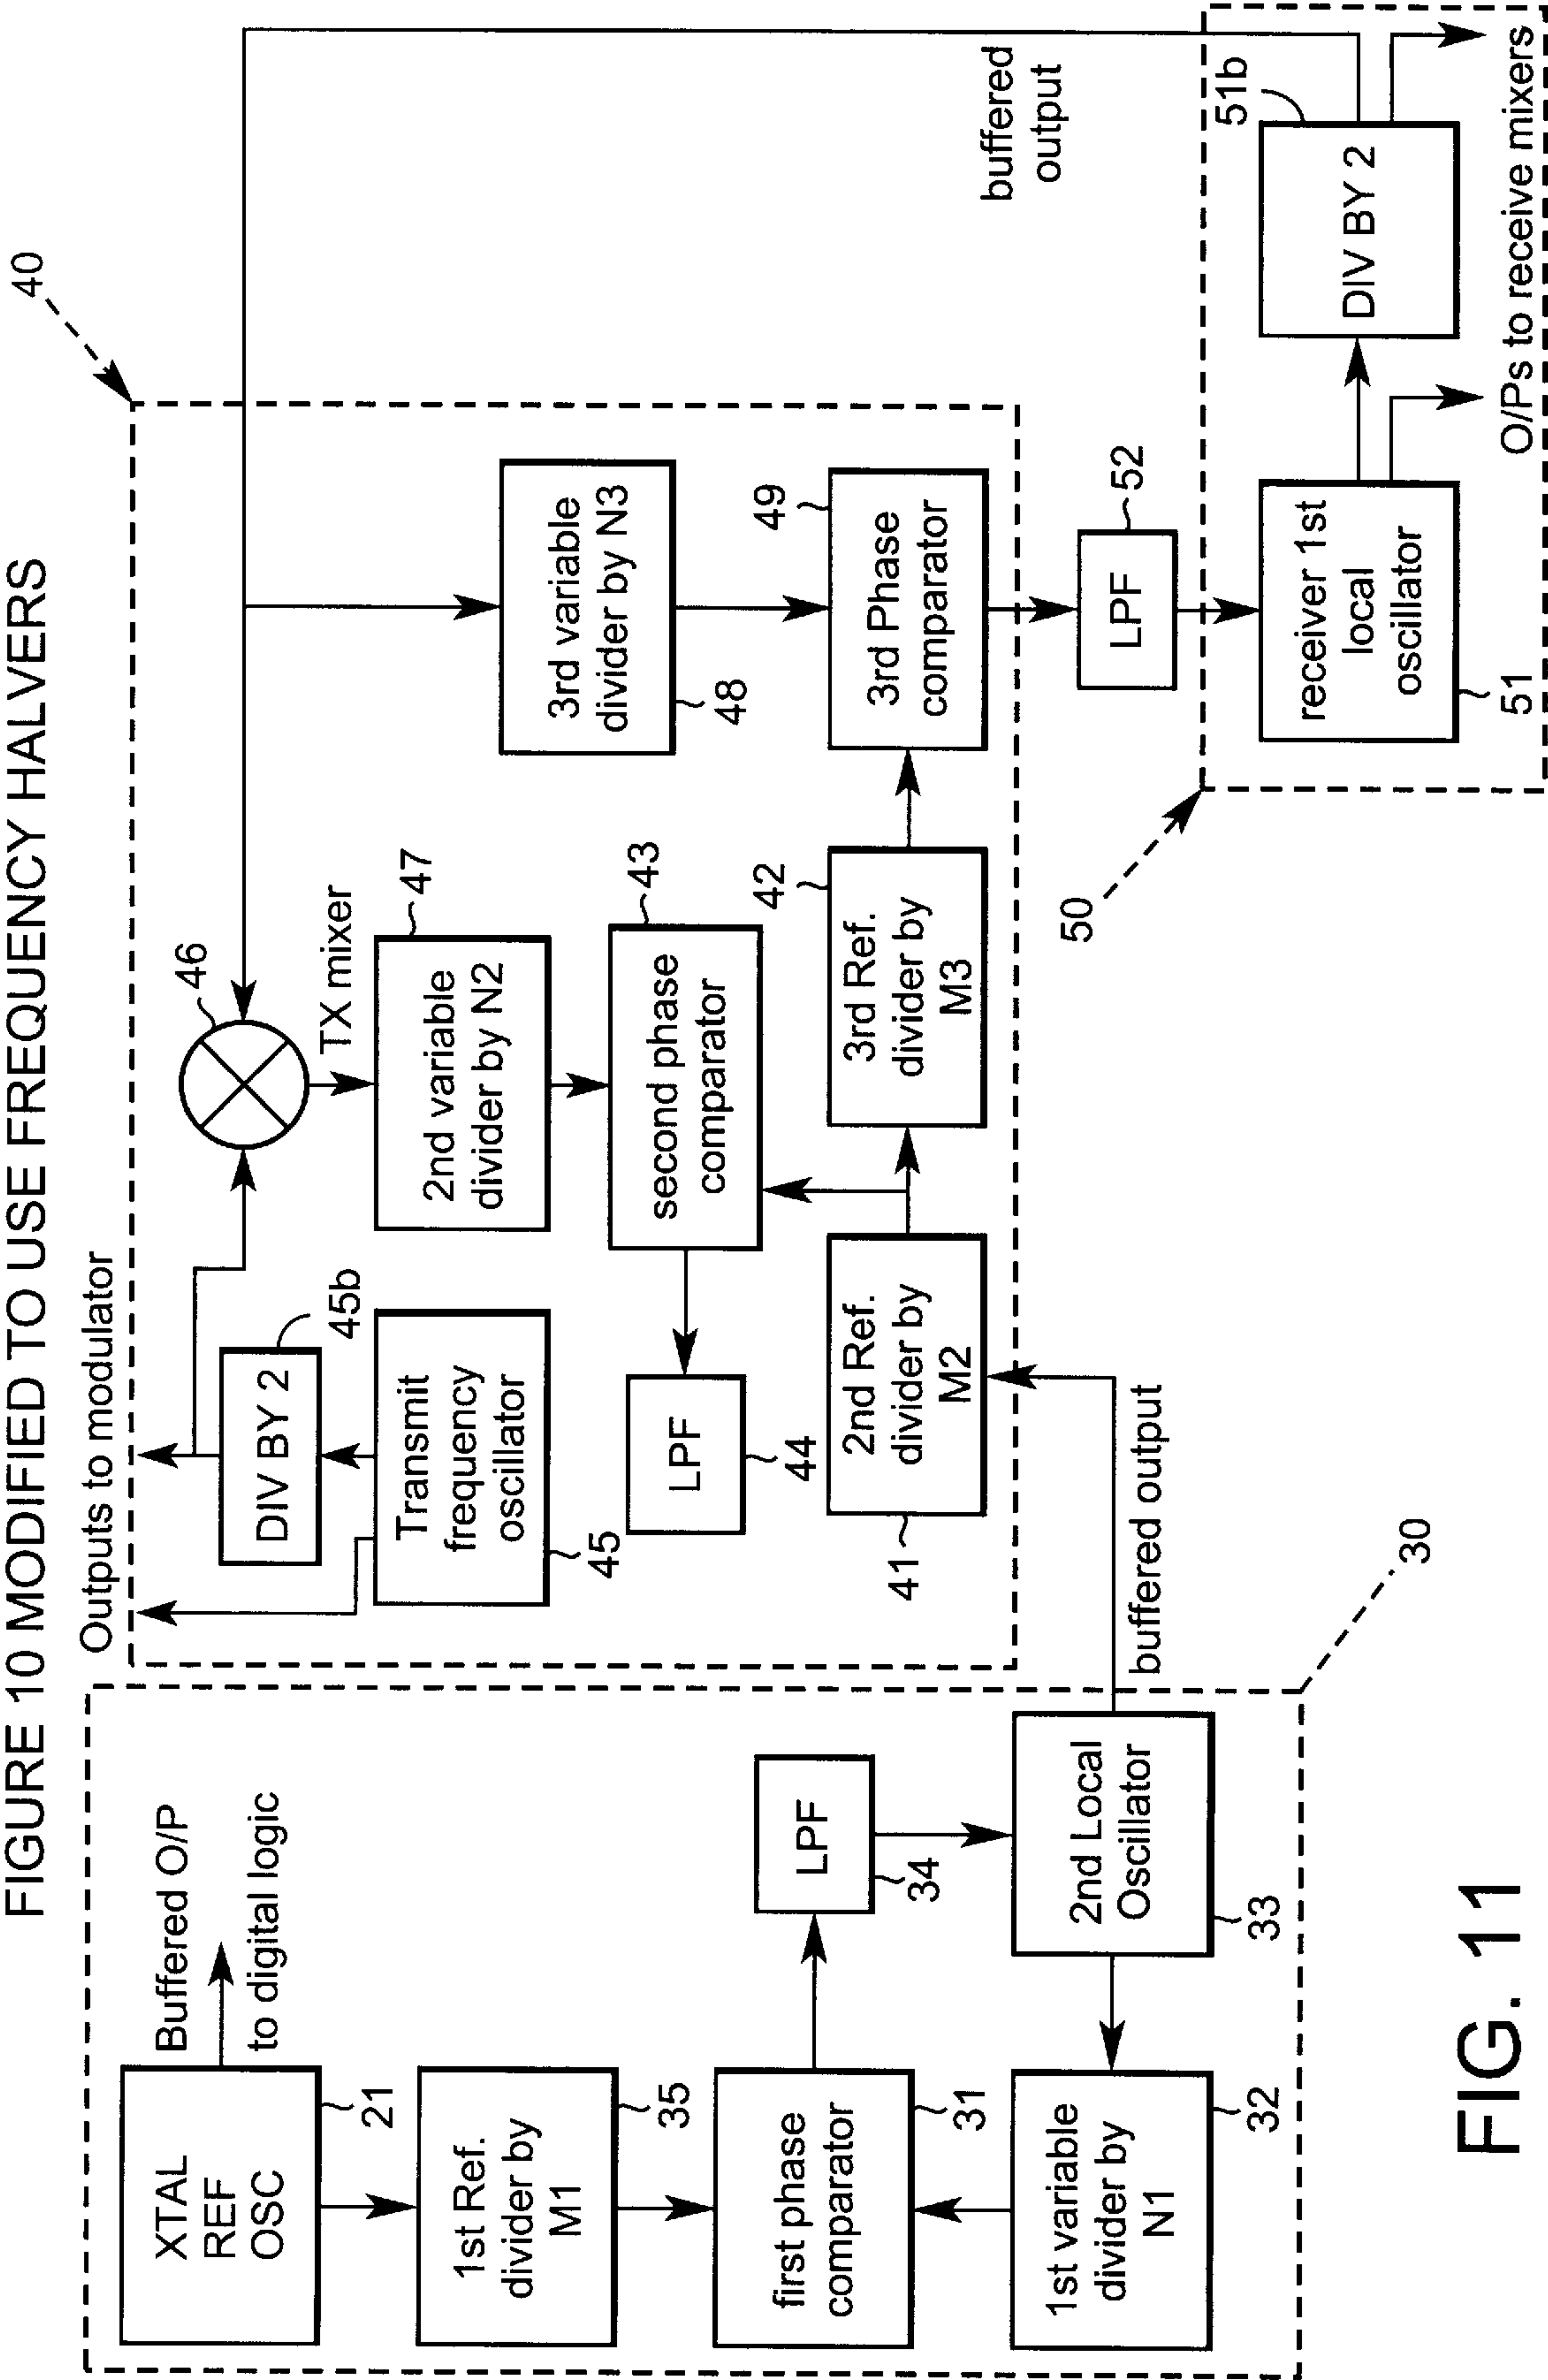 FIGURE 10 MODIFIED TO USE FREQUENCY HALVERS
XTAL
REF
OSC
21
Buffered O/P
to digital logic
1st Ref.
divider by
M1
35
first phase
comparator
31
1st variable
divider by
N1
32
LPF
34
2nd Local
Oscillator
33
buffered output
30
Outputs to modulator
DIV BY 2
45b
Transmit
frequency
oscillator
45
LPF
44
2nd Ref.
divider by
M2
41
46
TX mixer
2nd variable
divider by N2
47
second phase
comparator
43
3rd Ref.
divider by
M3
42
40
3rd variable
divider by N3
48
3rd Phase
comparator
49
LPF
52
50
receiver 1st
local
oscillator
51
DIV BY 2
51b
buffered
output
O/Ps to receive mixers
FIG. 11